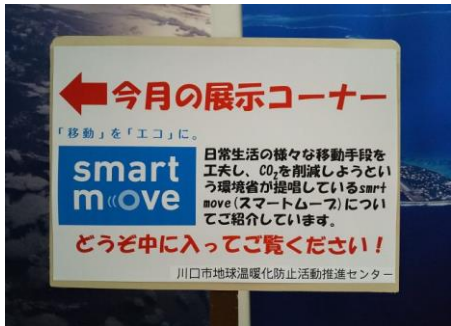 今月の展示コーナー
「移動」を「エコ」に。
smart
move
日常生活の様々な移動手段を
工夫し、CO₂を削減しようとい
う環境省が提唱しているsmrt
move(スマートムーブ)につい
てご紹介しています。
どうぞ中に入ってご覧ください！
川口市地球温暖化防止活動推進センター